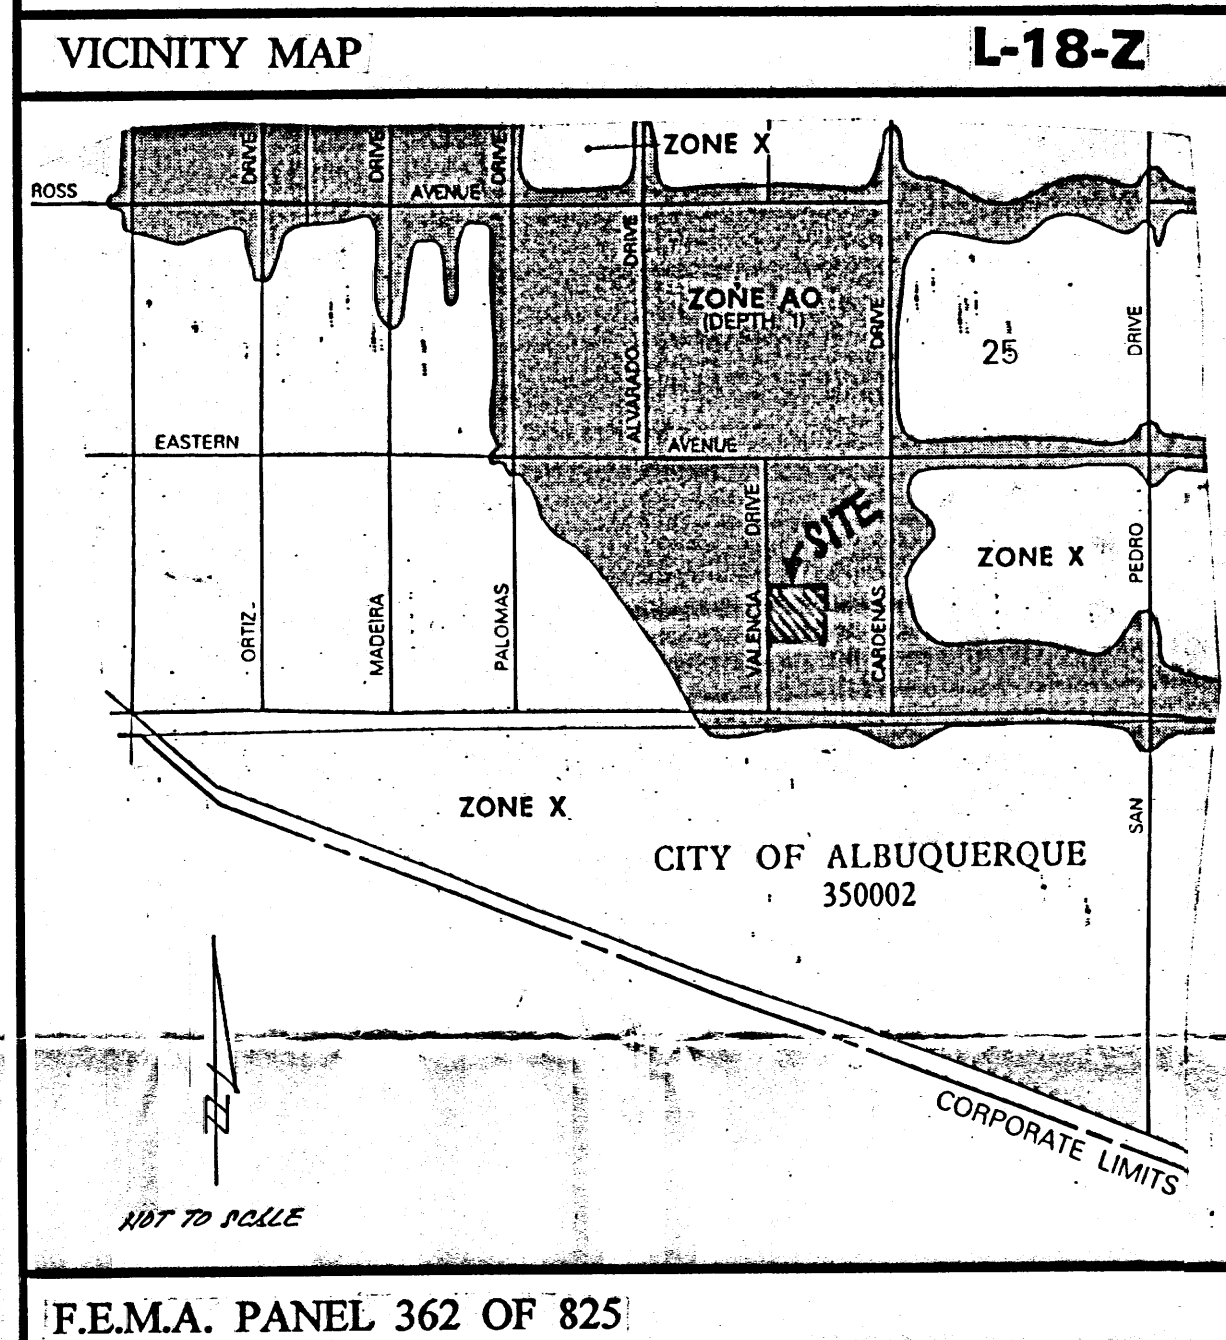 VICINITY MAP
L-18-Z
ZONE X
DRIVE
DRIVE
DRIVE
ROSS
AVENUE
DRIVE
ZONE AO
(DEPTH 1)
DRIVE
DRIVE
25
ALVARADO
EASTERN
AVENUE
DRIVE
SITE
ZONE X
PEDRO
ORTIZ
MADEIRA
PALOMAS
VALENCIA
CARDENAS
ZONE X
SAN
CITY OF ALBUQUERQUE
350002
CORPORATE LIMITS
NOT TO SCALE
F.E.M.A. PANEL 362 OF 825